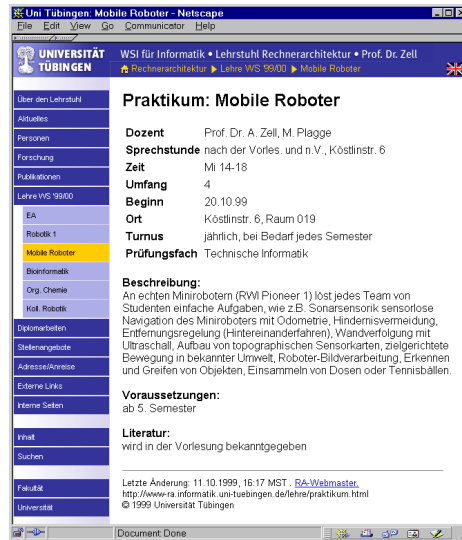 Uni Tübingen: Mobile Roboter - Netscape
File Edit View Go Communicator Help
UNIVERSITÄT
TÜBINGEN
WSI für Informatik • Lehrstuhl Rechnerarchitektur • Prof. Dr. Zell
Rechnerarchitektur Lehre WS 99/00 Mobile Roboter
Über den Lehrstuhl
Aktuelles
Personen
Forschung
Publikationen
Lehre WS '99/00
EA
Robotik 1
Mobile Roboter
Bioinformatik
Org. Chemie
Koll. Robotik
Diplomarbeiten
Stellenangebote
Adresse/Anreise
Externe Links
Interne Seiten
Inhalt
Suchen
Fakultät
Universität
Praktikum: Mobile Roboter
Dozent Prof. Dr. A. Zell, M. Plagge
Sprechstunde nach der Vorles. und n.V., Köstlinstr. 6
Zeit Mi 14-18
Umfang 4
Beginn 20.10.99
Ort Köstlinstr. 6, Raum 019
Turnus jährlich, bei Bedarf jedes Semester
Prüfungsfach Technische Informatik
Beschreibung:
An echten Minirobotern (RWI Pioneer 1) löst jedes Team von
Studenten einfache Aufgaben, wie z.B. Sonarsensorik sensorlose
Navigation des Miniroboters mit Odometrie, Hindernisvermeidung,
Entfernungsregelung (Hintereinanderfahren), Wandverfolgung mit
Ultraschall, Aufbau von topographischen Sensorkarten, zielgerichtete
Bewegung in bekannter Umwelt, Roboter-Bildverarbeitung, Erkennen
und Greifen von Objekten, Einsammeln von Dosen oder Tennisbällen.
Voraussetzungen:
ab 5. Semester
Literatur:
wird in der Vorlesung bekanntgegeben
Letzte Änderung: 11.10.1999, 16:17 MST . RA-Webmaster.
http://www-ra.informatik.uni-tuebingen.de/lehre/praktikum.html
© 1999 Universität Tübingen
Document: Done